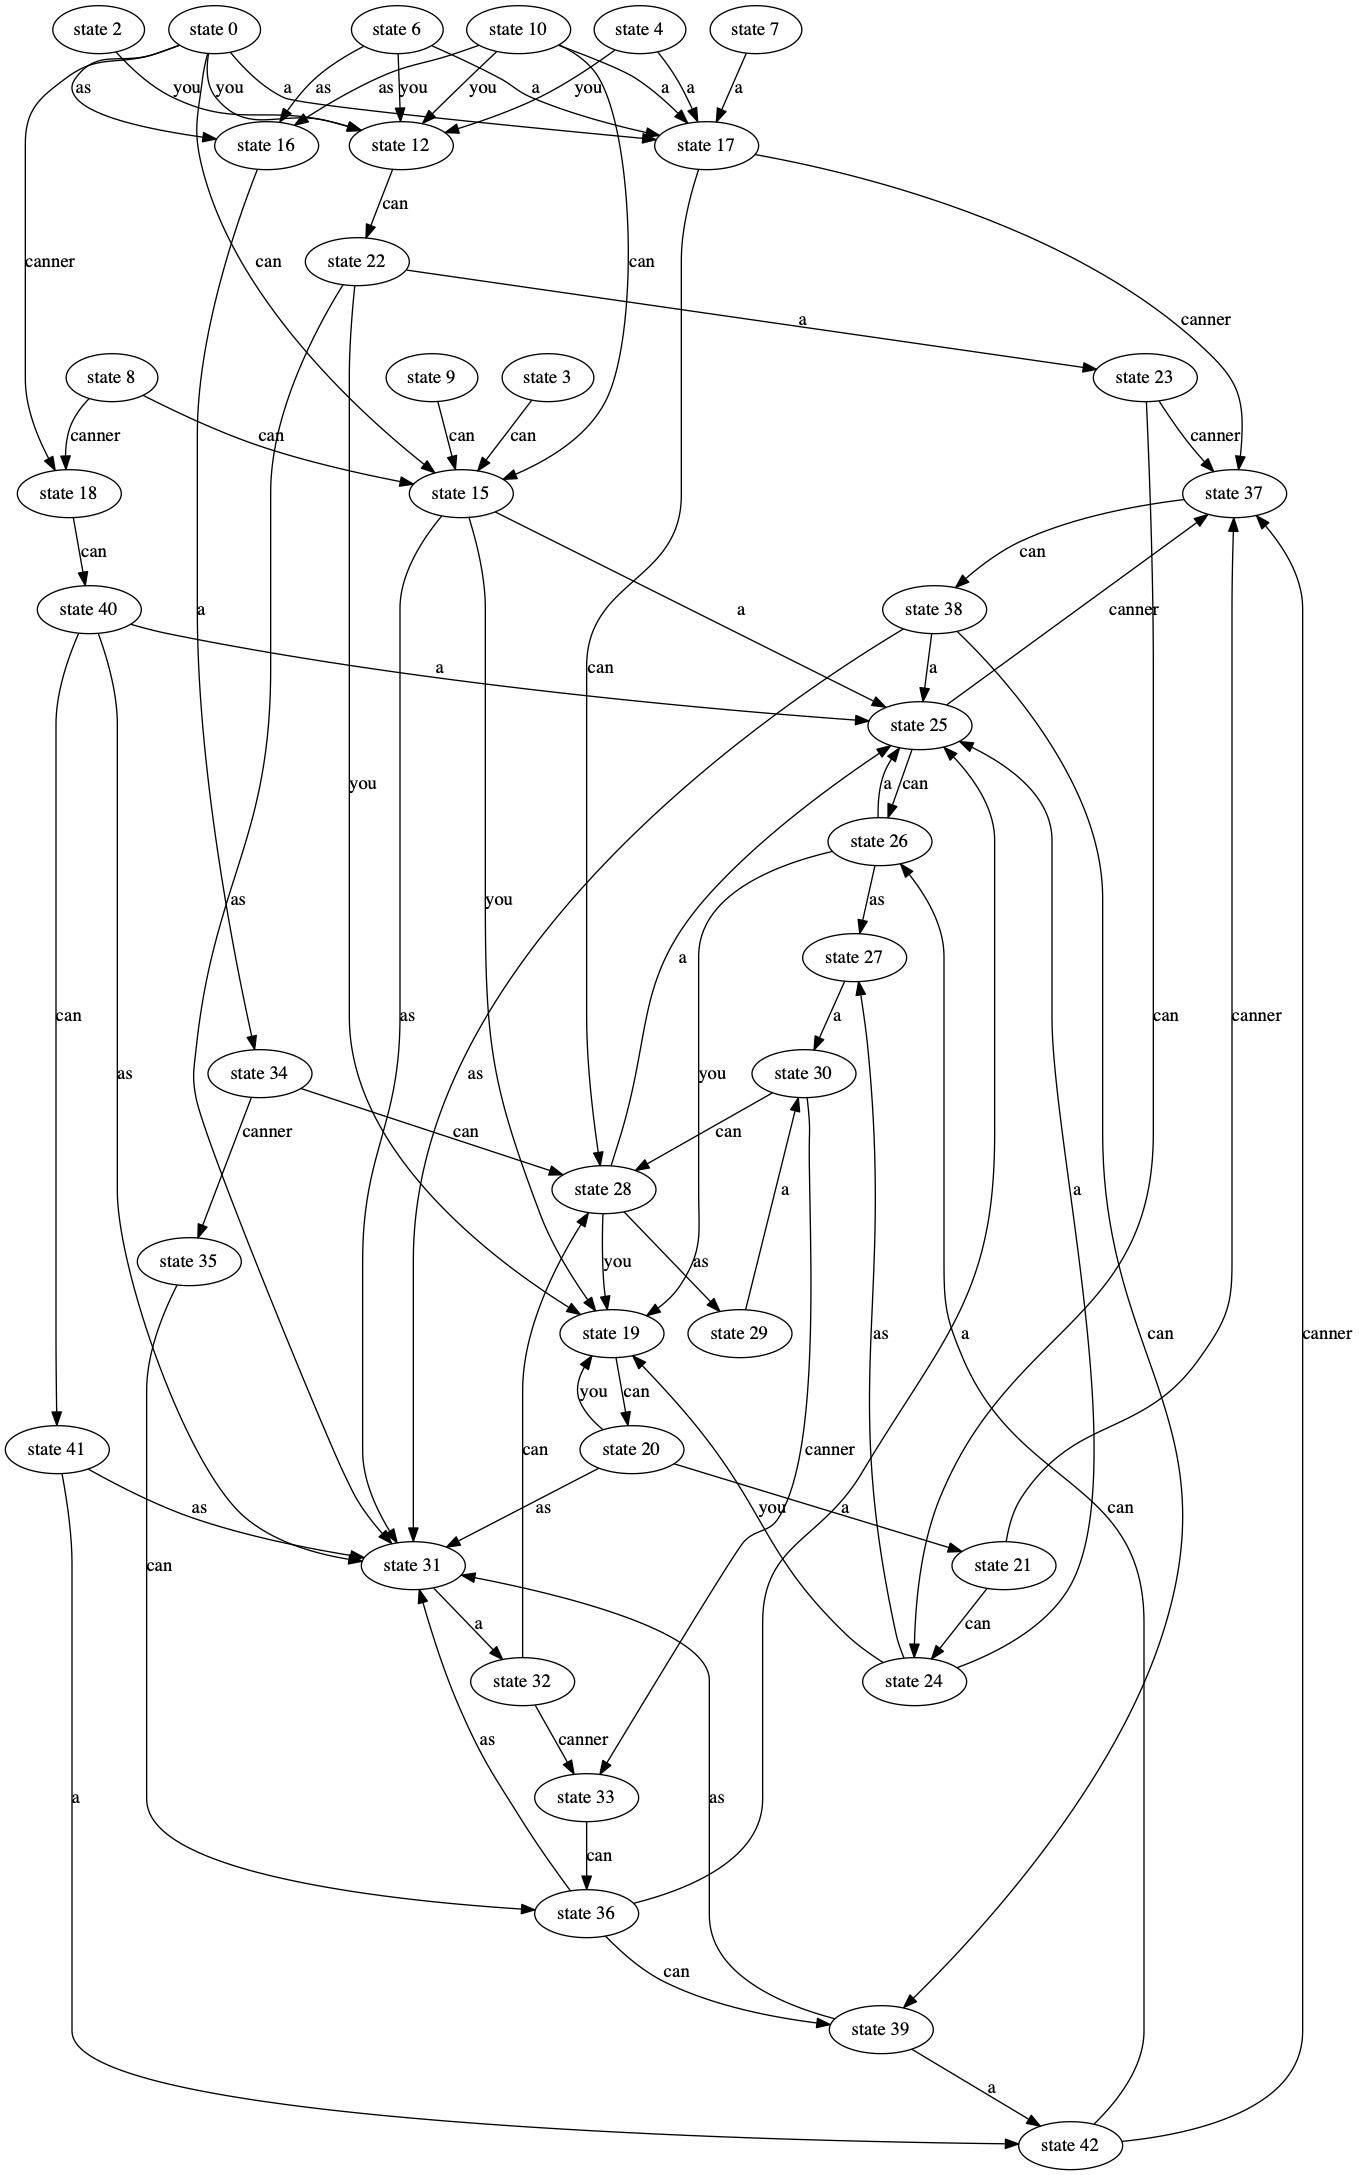 state 2 state 0 state 6 state 10 state 4 state 7
as you you a as you as you a you a a a
state 16 state 12 state 17
can
canner can state 22 can
a canner
state 8 state 9 state 3 state 23
canner can can can canner
state 18 state 15 state 37
can can
state 40 a a state 38 canner
a can a
state 25
you a can
state 26
as you as
a state 27
can as as can a can
state 34 as you state 30 a
canner can can
state 28 a
you as
state 35 state 19 state 29 as a can canner
you can
state 41 can state 20 canner
as as you a can
can state 31 state 21
a can
state 32 state 24
as canner
a state 33 as
can
state 36
can
state 39
a
state 42